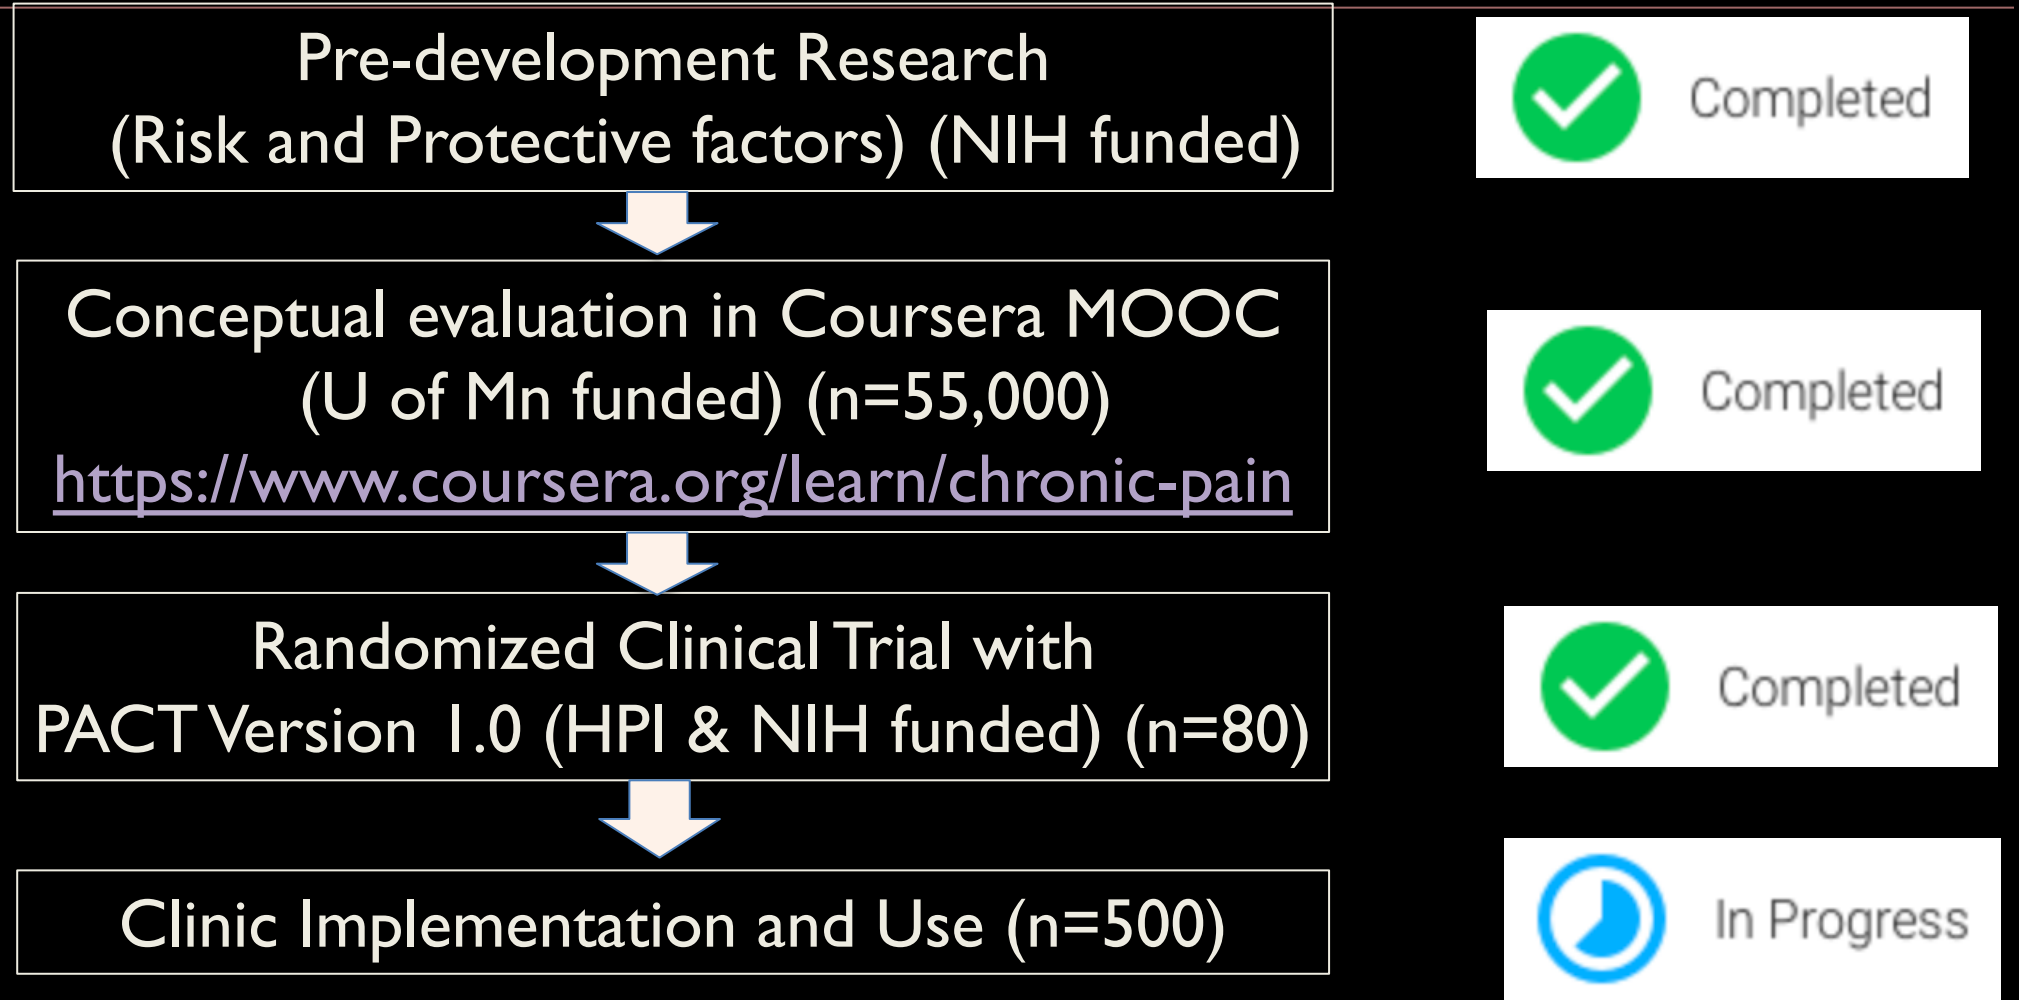 Pre-development Research
(Risk and Protective factors) (NIH funded)
Completed
Conceptual evaluation in Coursera MOOC
(U of Mn funded) (n=55,000)
https://www.coursera.org/learn/chronic-pain
Completed
Randomized Clinical Trial with
PACT Version 1.0 (HPI & NIH funded) (n=80)
Completed
Clinic Implementation and Use (n=500)
In Progress